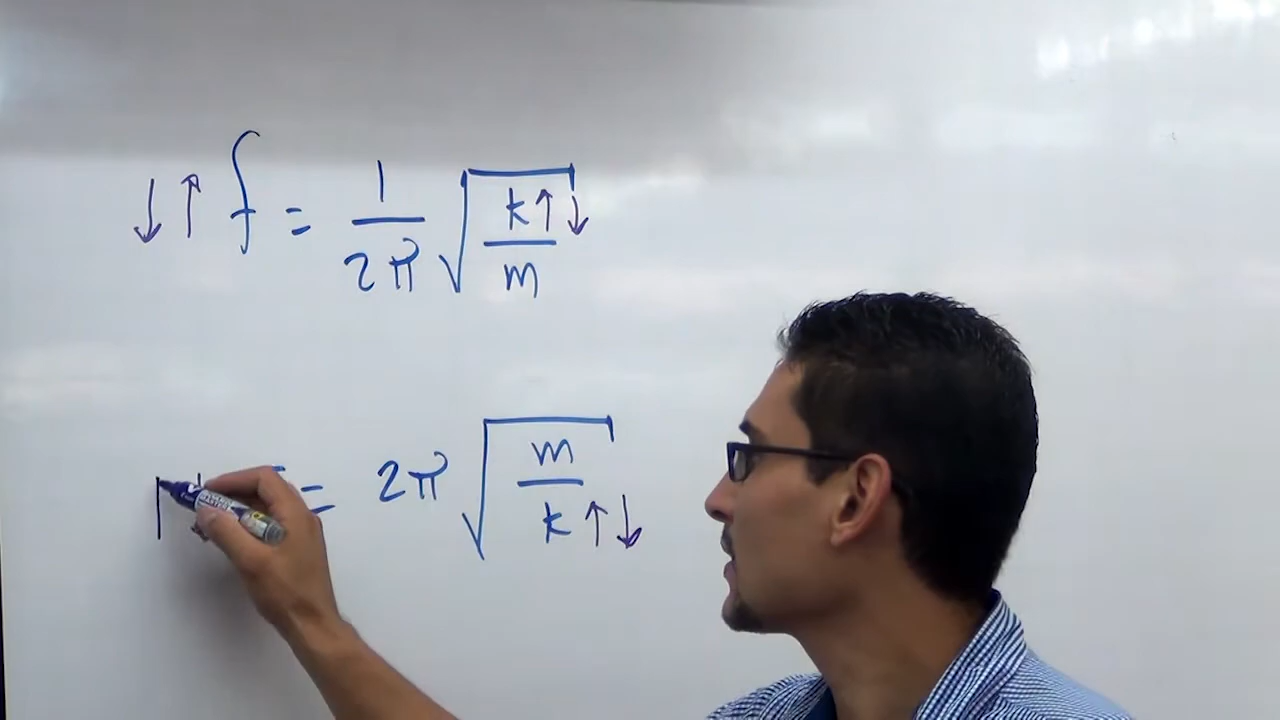 ↓ ↑ f = 1/2π √k↑↓/m
= 2π √m/k↑↓